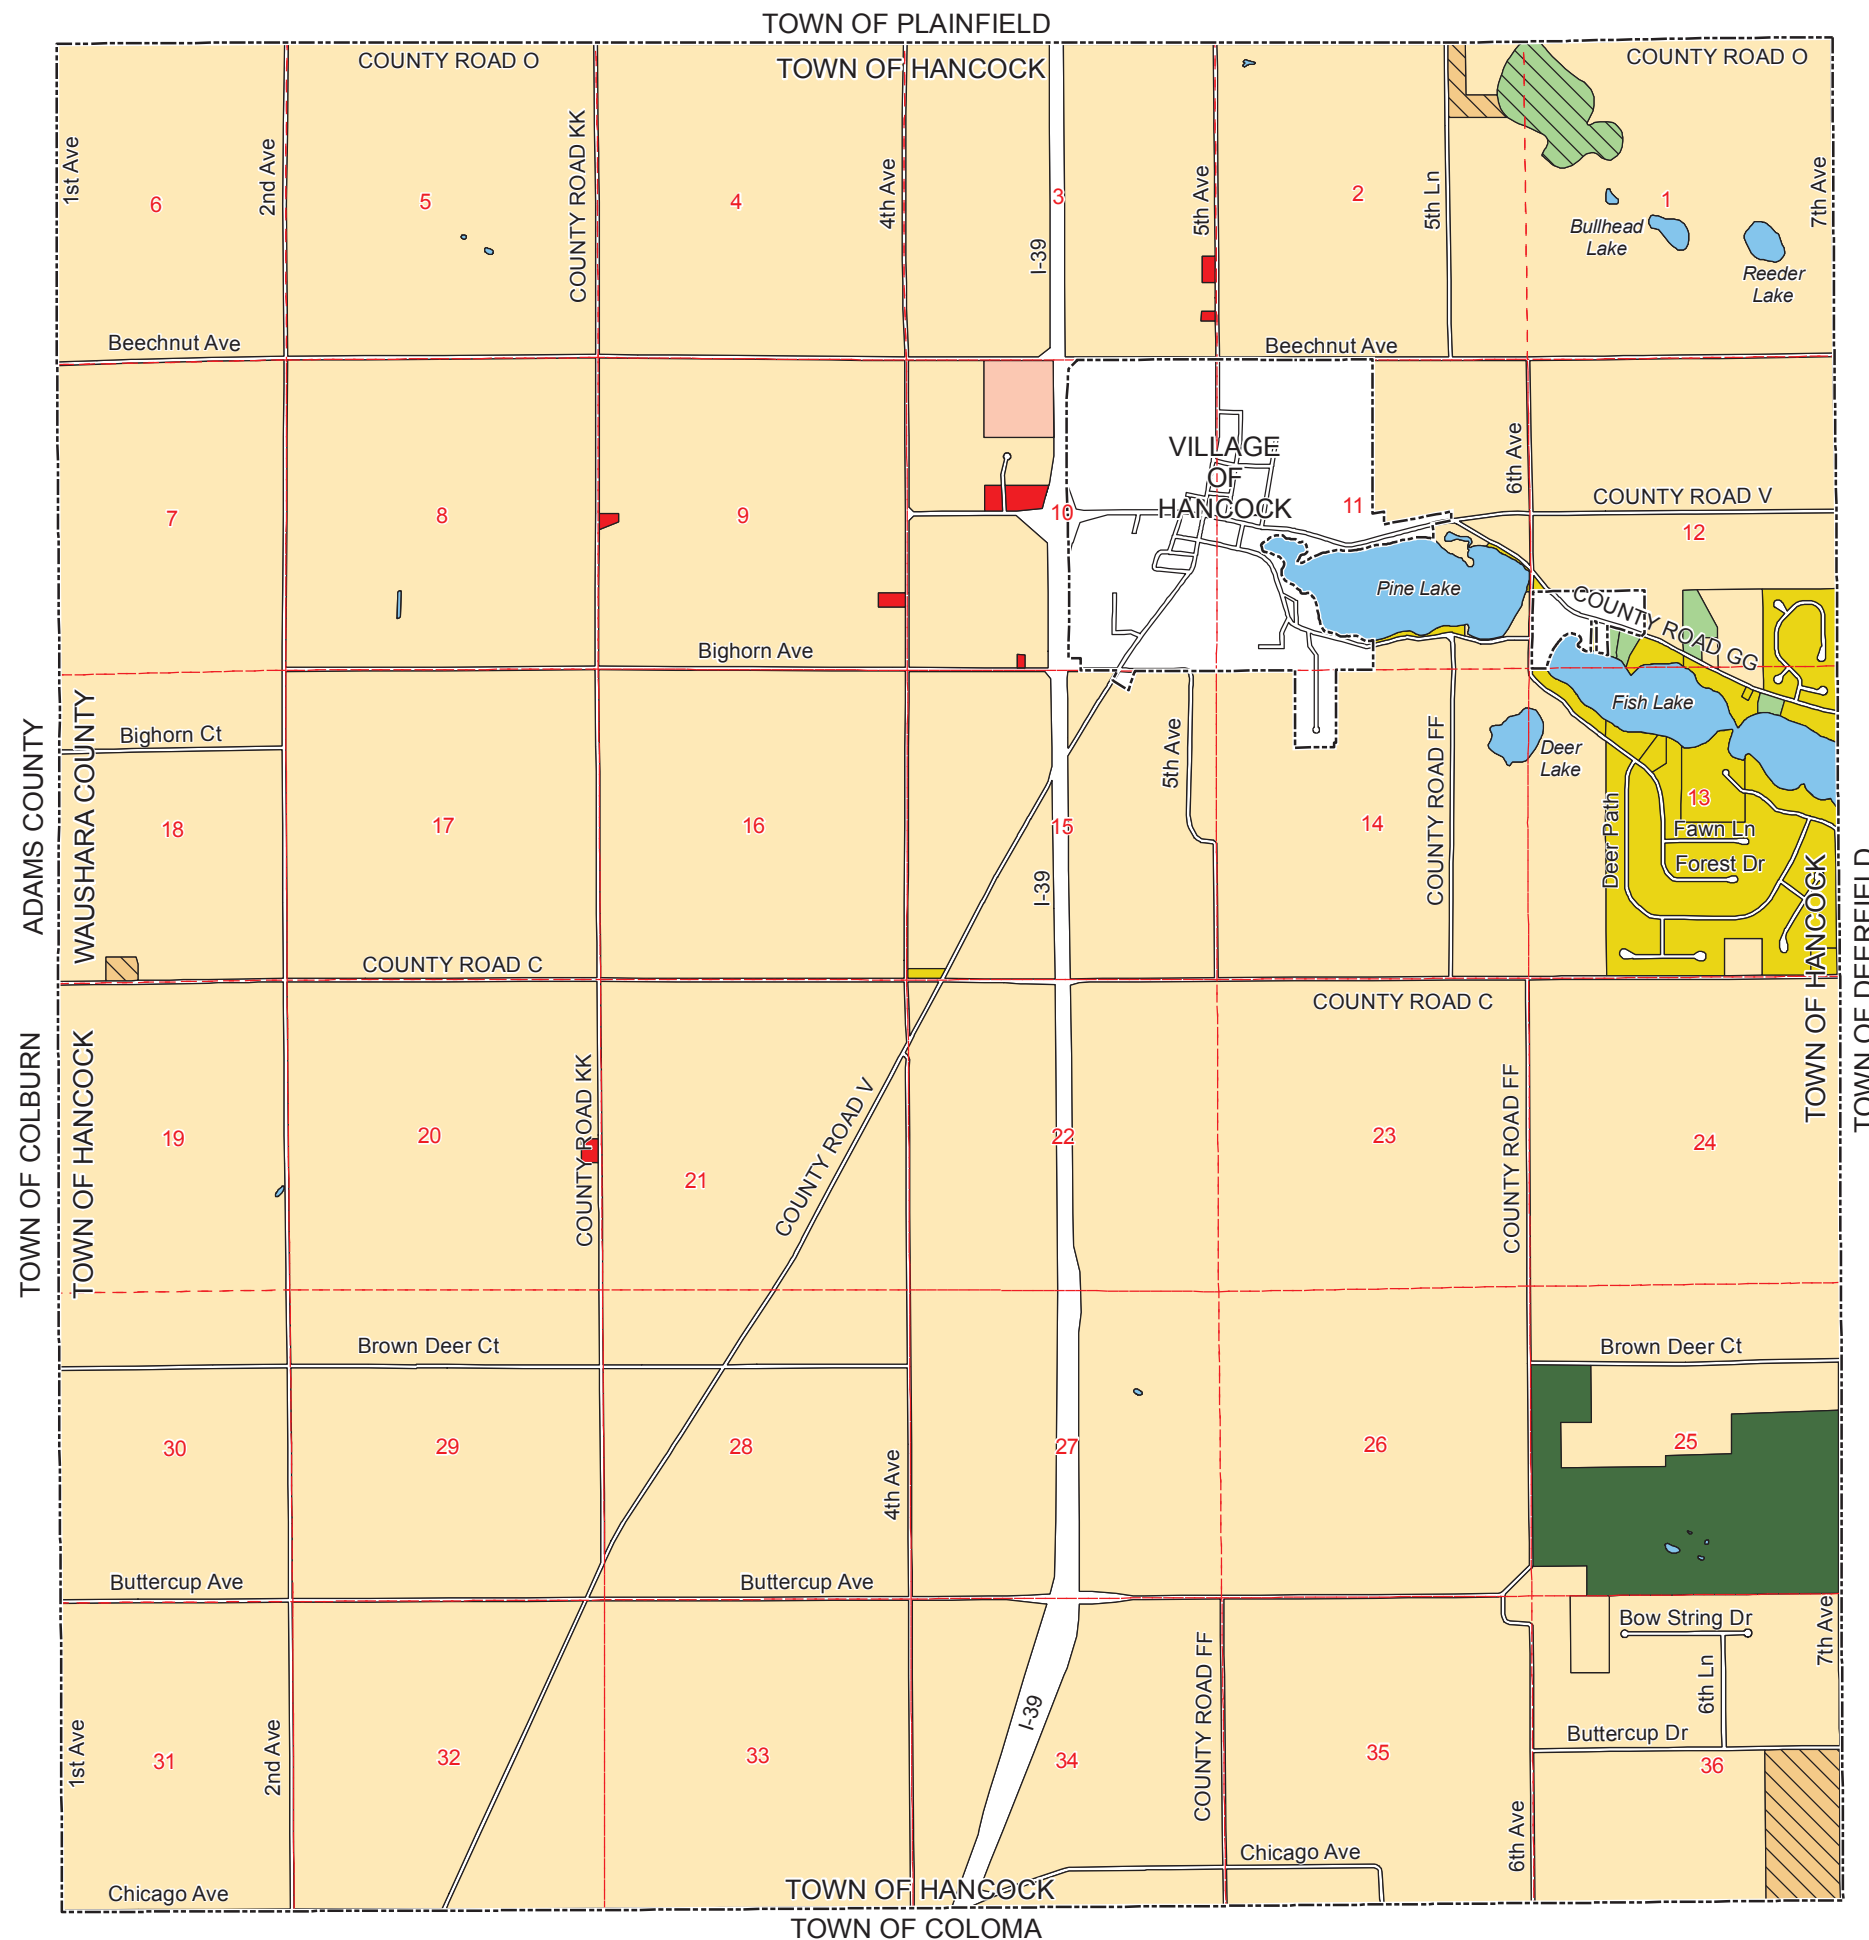 TOWN OF PLAINFIELD
COUNTY ROAD O
TOWN OF HANCOCK
COUNTY ROAD O
1st Ave
2nd Ave
COUNTY ROAD KK
4th Ave
I-39
5th Ave
5th Ln
7th Ave
6
5
4
3
2
1
Bullhead
Lake
Reeder
Lake
Beechnut Ave
Beechnut Ave
VILLAGE
OF
HANCOCK
6th Ave
COUNTY ROAD V
7
8
9
10
11
12
Pine Lake
COUNTY ROAD GG
Bighorn Ave
Fish Lake
Bighorn Ct
5th Ave
COUNTY ROAD FF
Deer
Lake
ADAMS COUNTY
WAUSHARA COUNTY
18
17
16
15
14
13
I-39
Deer Path
Fawn Ln
Forest Dr
TOWN OF HANCOCK
TOWN OF DEERFIELD
COUNTY ROAD C
COUNTY ROAD C
TOWN OF COLBURN
TOWN OF HANCOCK
COUNTY ROAD KK
COUNTY ROAD V
COUNTY ROAD FF
19
20
21
22
23
24
Brown Deer Ct
Brown Deer Ct
30
29
28
27
26
25
4th Ave
Buttercup Ave
Buttercup Ave
Bow String Dr
7th Ave
6th Ln
COUNTY ROAD FF
I-39
Buttercup Dr
1st Ave
2nd Ave
31
32
33
34
35
36
6th Ave
Chicago Ave
Chicago Ave
TOWN OF HANCOCK
TOWN OF COLOMA